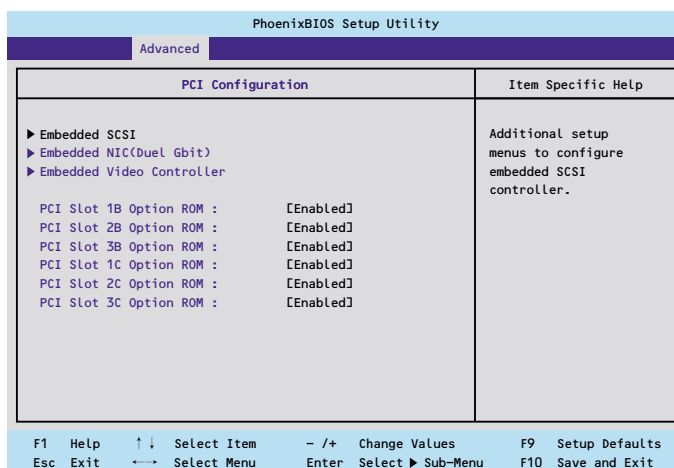 PhoenixBIOS Setup Utility
Advanced
PCI Configuration
Item Specific Help
▶ Embedded SCSI
▶ Embedded NIC(Duel Gbit)
▶ Embedded Video Controller
PCI Slot 1B Option ROM : [Enabled]
PCI Slot 2B Option ROM : [Enabled]
PCI Slot 3B Option ROM : [Enabled]
PCI Slot 1C Option ROM : [Enabled]
PCI Slot 2C Option ROM : [Enabled]
PCI Slot 3C Option ROM : [Enabled]
Additional setup
menus to configure
embedded SCSI
controller.
F1 Help ↑↓ Select Item – /+ Change Values F9 Setup Defaults
Esc Exit ←→ Select Menu Enter Select ▶ Sub-Menu F10 Save and Exit